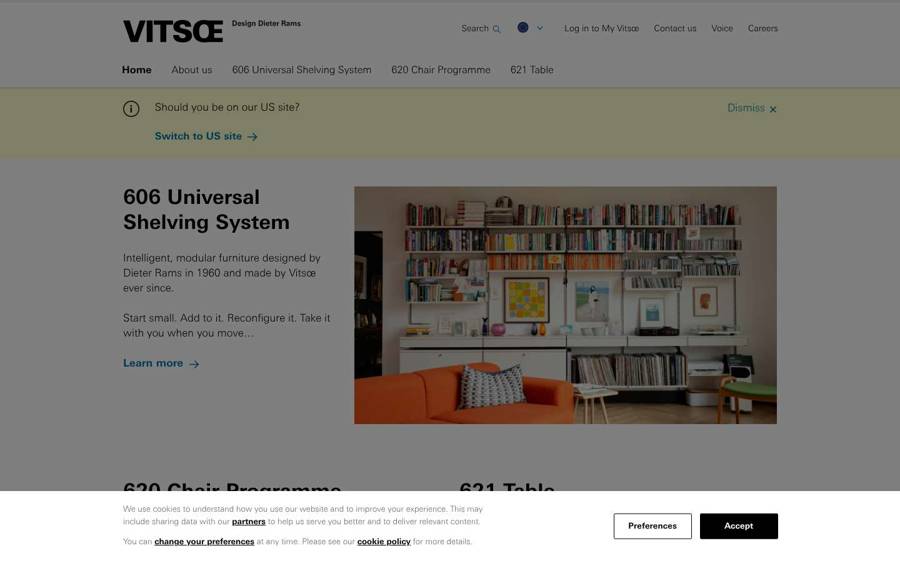 VITSŒ
Design Dieter Rams
Search
Log in to My Vitsœ
Contact us
Voice
Careers
Home
About us
606 Universal Shelving System
620 Chair Programme
621 Table
Should you be on our US site?
Dismiss ×
Switch to US site →
606 Universal
Shelving System
Intelligent, modular furniture designed by
Dieter Rams in 1960 and made by Vitsœ
ever since.
Start small. Add to it. Reconfigure it. Take it
with you when you move…
Learn more →
620 Chair Programme
621 Table
We use cookies to understand how you use our website and to improve your experience. This may
include sharing data with our partners to help us serve you better and to deliver relevant content.
You can change your preferences at any time. Please see our cookie policy for more details.
Preferences
Accept